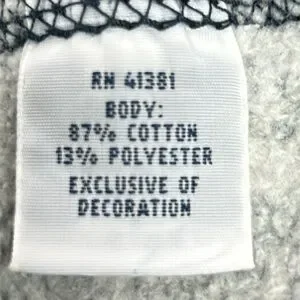 RN 41381
BODY:
87% COTTON
13% POLYESTER
EXCLUSIVE OF
DECORATION